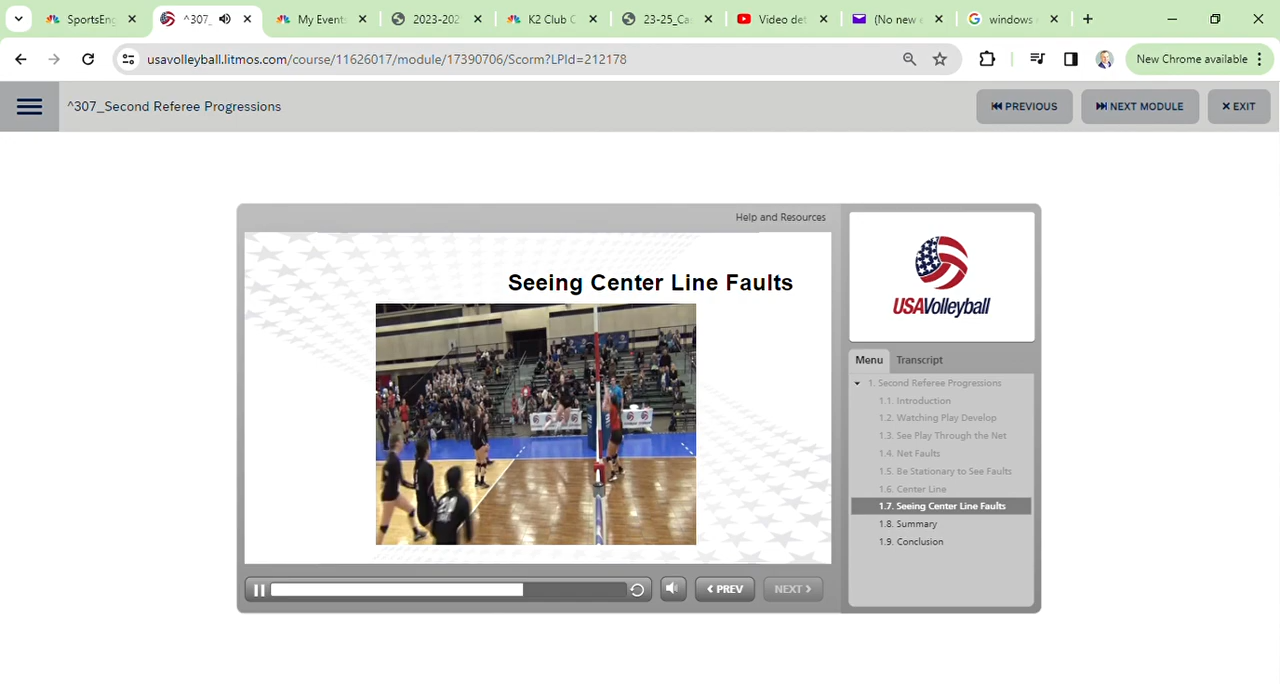 SportsEng
^307_
My Events
2023-202
K2 Club C
23-25_Ca
Video det
(No new e
windows
usavolleyball.litmos.com/course/11626017/module/17390706/Scorm?LPId=212178
New Chrome available
^307_Second Referee Progressions
PREVIOUS
NEXT MODULE
EXIT
Help and Resources
Seeing Center Line Faults
USAVolleyball
Menu
Transcript
1. Second Referee Progressions
1.1. Introduction
1.2. Watching Play Develop
1.3. See Play Through the Net
1.4. Net Faults
1.5. Be Stationary to See Faults
1.6. Center Line
1.7. Seeing Center Line Faults
1.8. Summary
1.9. Conclusion
PREV
NEXT